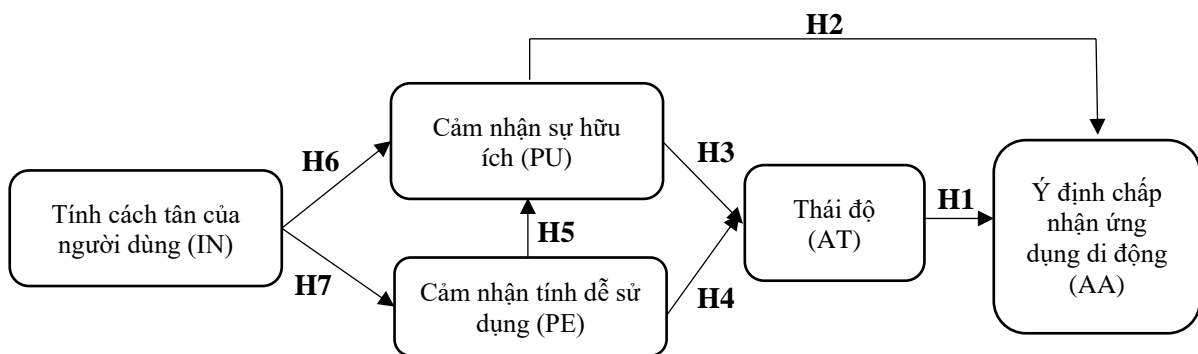 H2
Cảm nhận sự hữu
ích (PU)
H6
H3
Tính cách tân của
người dùng (IN)
Thái độ
(AT)
H1
Ý định chấp
nhận ứng
dụng di động
(AA)
H5
H7
Cảm nhận tính dễ sử
dụng (PE)
H4